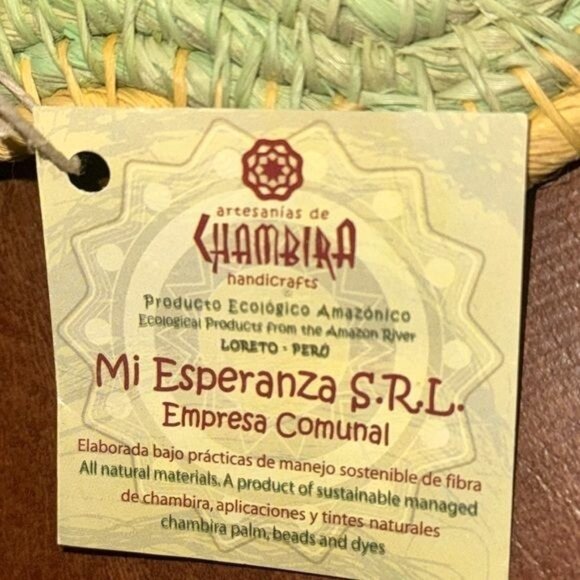 artesanías de
CHAMBIRA
handicrafts
Producto Ecológico Amazónico
Ecological Products from the Amazon River
LORETO - PERÚ
Mi Esperanza S.R.L.
Empresa Comunal
Elaborada bajo prácticas de manejo sostenible de fibra
All natural materials. A product of sustainable managed
de chambira, aplicaciones y tintes naturales
chambira palm, beads and dyes